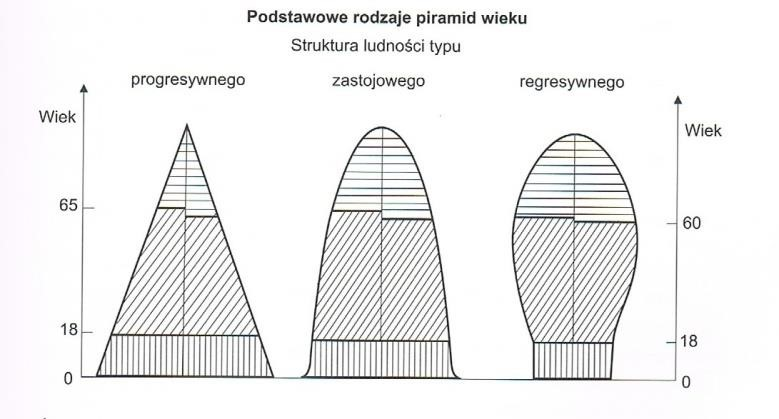 Podstawowe rodzaje piramid wieku
Struktura ludności typu
progresywnego zastojowego regresywnego
Wiek
Wiek
65
60
18
18
0
0